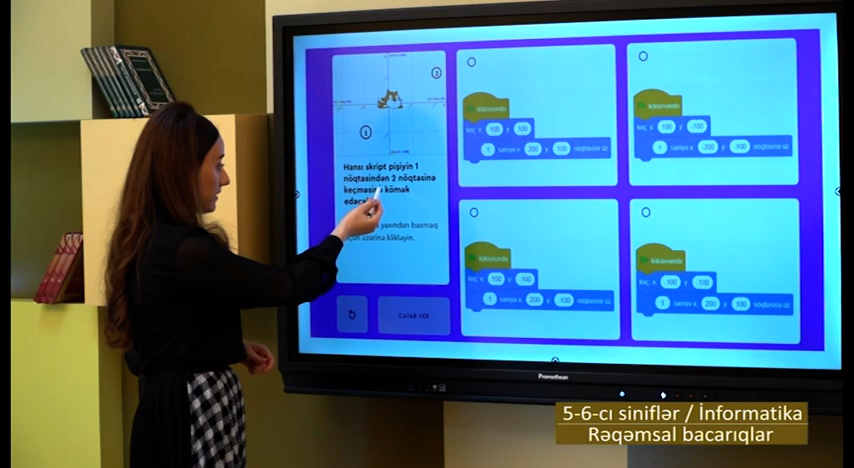 2
1
Hansı skript pişiyin 1
nöqtəsindən 2 nöqtəsinə
keçməsinə kömək
yaxından baxmaq
üçün üzərinə klikləyin.
CAVAB VER
kliklənəndə
keç x 100 y 100
1 saniyə x 200 y 100 nöqtəsinə üz
kliklənəndə
keç x 100 y -100
1 saniyə x -200 y -100 nöqtəsinə üz
kliklənəndə
keç x 100 y -100
1 saniyə x 200 y -100 nöqtəsinə üz
kliklənəndə
keç x -100 y -100
1 saniyə x 200 y 100 nöqtəsinə üz
Promethean
5-6-cı siniflər / İnformatika
Rəqəmsal bacarıqlar